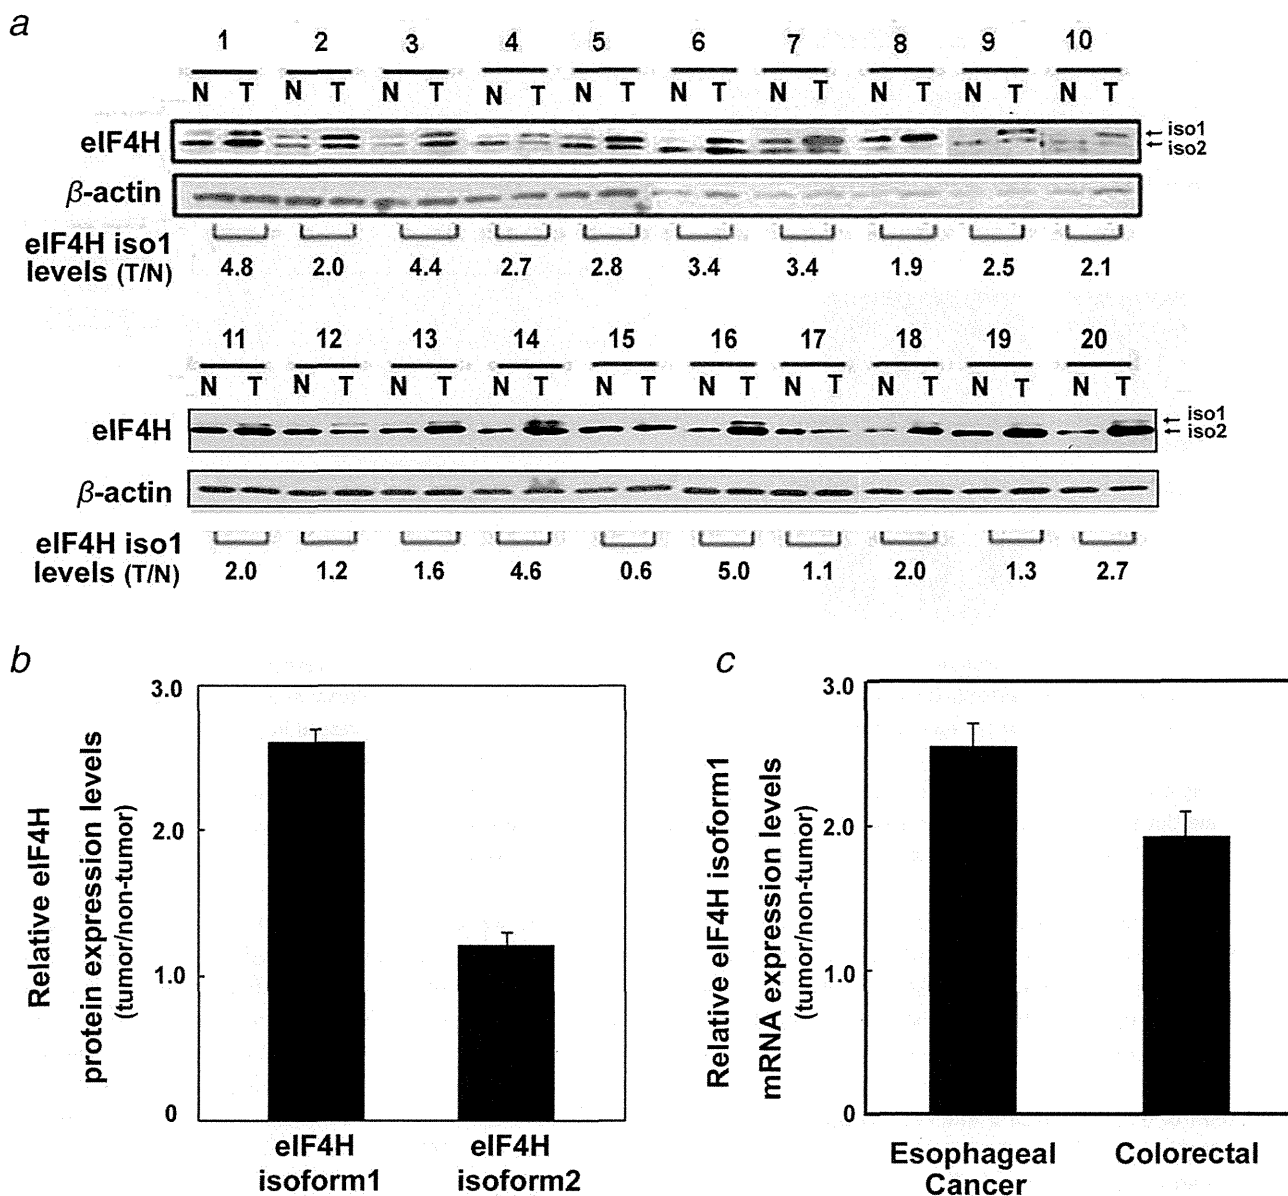 a
1 2 3 4 5 6 7 8 9 10
N T N T N T N T N T N T N T N T N T N T
eIF4H
iso1
iso2
β-actin
eIF4H iso1
levels (T/N)
4.8 2.0 4.4 2.7 2.8 3.4 3.4 1.9 2.5 2.1
11 12 13 14 15 16 17 18 19 20
N T N T N T N T N T N T N T N T N T N T
eIF4H
iso1
iso2
β-actin
eIF4H iso1
levels (T/N)
2.0 1.2 1.6 4.6 0.6 5.0 1.1 2.0 1.3 2.7
b
Relative eIF4H
protein expression levels
(tumor/non-tumor)
3.0
2.0
1.0
0
eIF4H
isoform1
eIF4H
isoform2
c
Relative eIF4H isoform1
mRNA expression levels
(tumor/non-tumor)
3.0
2.0
1.0
0
Esophageal
Cancer
Colorectal